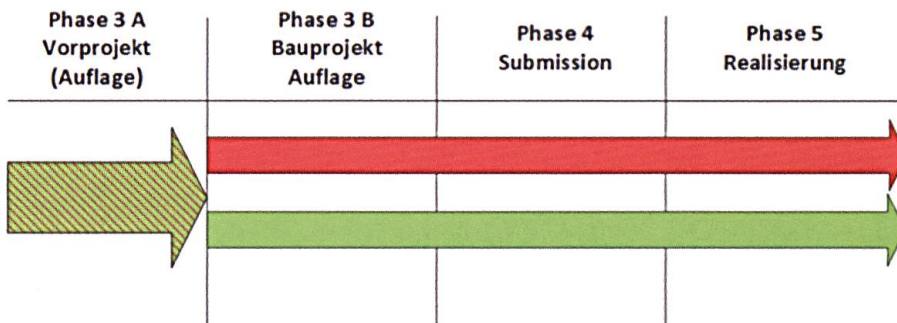 Phase 3 A
Vorprojekt
(Auflage)
Phase 3 B
Bauprojekt
Auflage
Phase 4
Submission
Phase 5
Realisierung